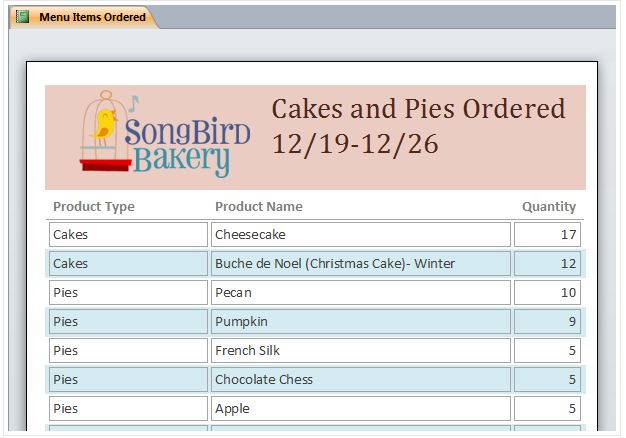 Menu Items Ordered
SongBird
Bakery
Cakes and Pies Ordered
12/19-12/26
Product Type Product Name Quantity
Cakes Cheesecake 17
Cakes Buche de Noel (Christmas Cake)- Winter 12
Pies Pecan 10
Pies Pumpkin 9
Pies French Silk 5
Pies Chocolate Chess 5
Pies Apple 5